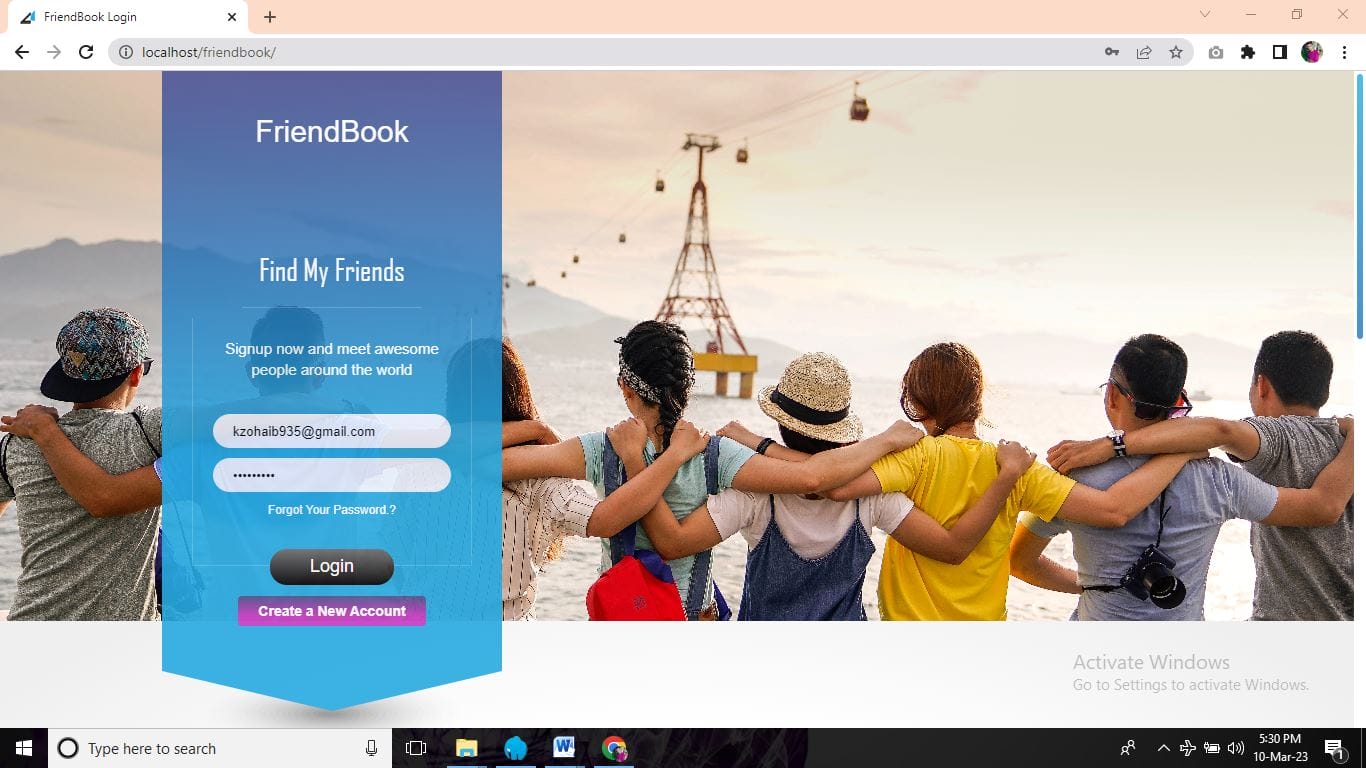 FriendBook Login
localhost/friendbook/
FriendBook
Find My Friends
Signup now and meet awesome
people around the world
kzohaib935@gmail.com
•••••••••
Forgot Your Password.?
Login
Create a New Account
Activate Windows
Go to Settings to activate Windows.
Type here to search
W
5:30 PM
10-Mar-23
1